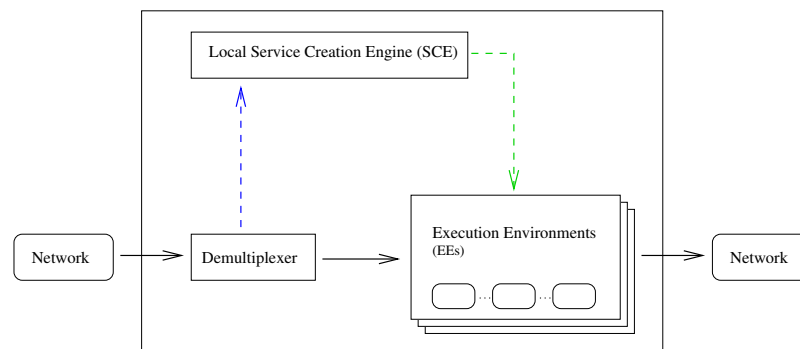 Local Service Creation Engine (SCE)
Execution Environments
(EEs)
Network
Demultiplexer
Network